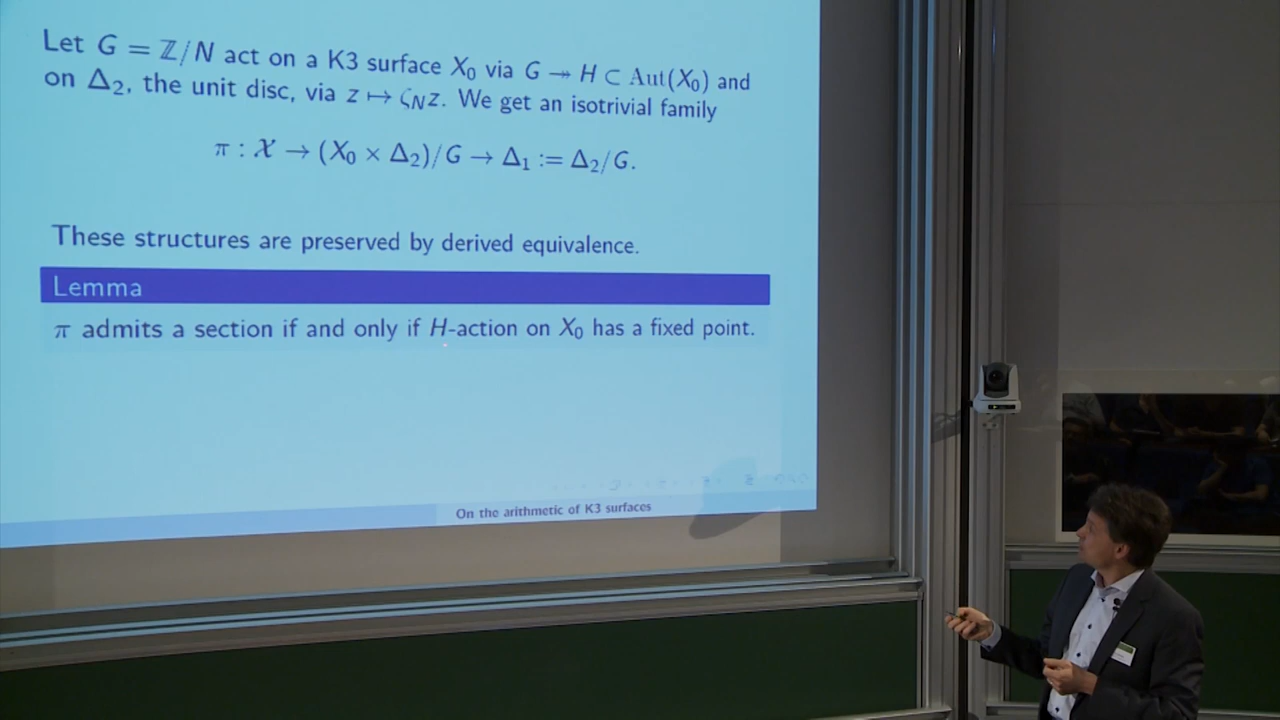 Let G = ℤ/N act on a K3 surface X₀ via G ↠ H ⊂ Aut(X₀) and
on Δ₂, the unit disc, via z ↦ ζ_N z. We get an isotrivial family
π : 𝒳 → (X₀ × Δ₂)/G → Δ₁ := Δ₂/G.
These structures are preserved by derived equivalence.
Lemma
π admits a section if and only if H-action on X₀ has a fixed point.
On the arithmetic of K3 surfaces